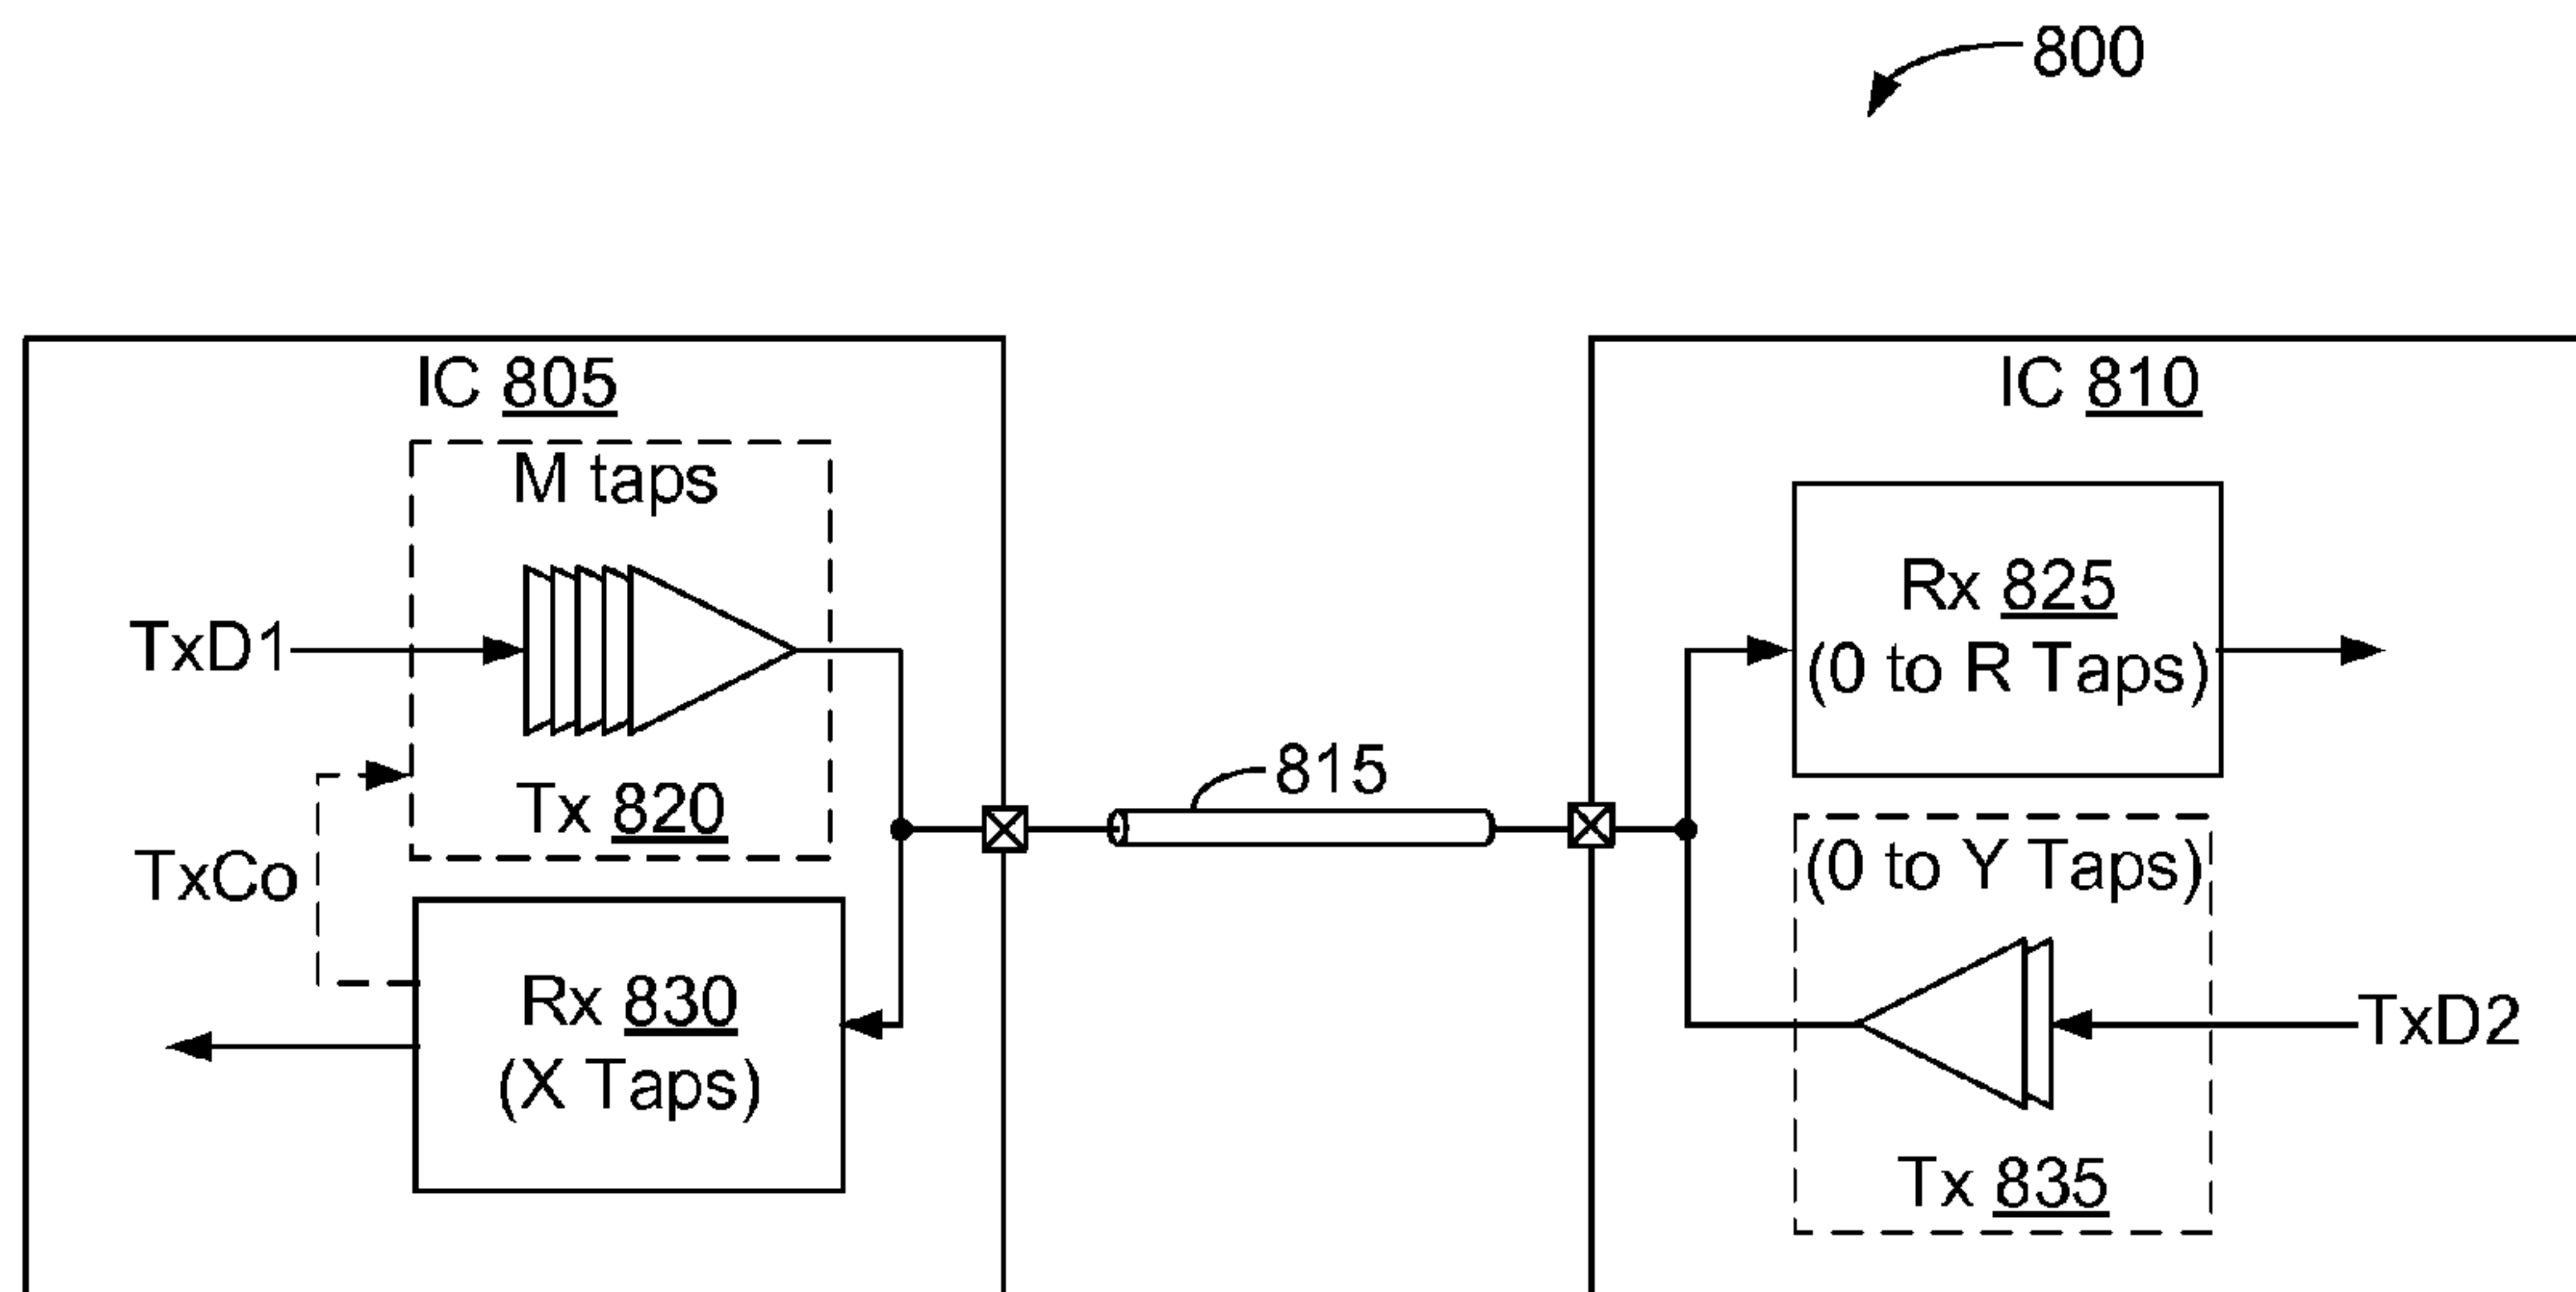 800
IC 805
IC 810
M taps
TxD1
Tx 820
TxCo
Rx 830
(X Taps)
815
Rx 825
(0 to R Taps)
(0 to Y Taps)
TxD2
Tx 835